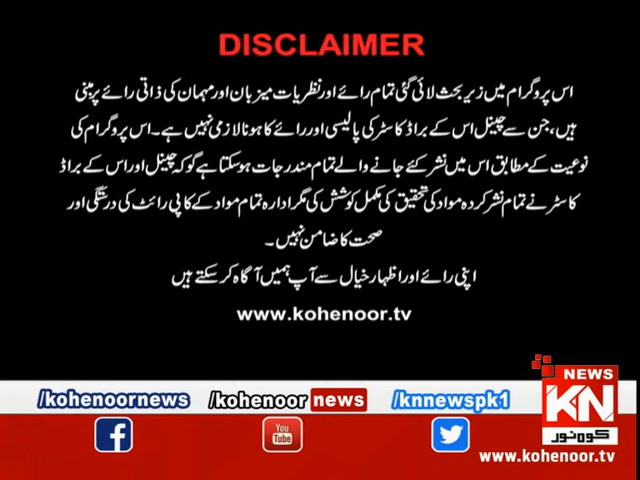 DISCLAIMER
اس پروگرام میں زیر بحث لائی گئی تمام رائے اور نظریات میزبان اور مہمان کی ذاتی رائے پر مبنی
ہیں، جن سے چینل اس کے براڈ کاسٹر کی پالیسی اور رائے کا ہونا لازمی نہیں ہے۔ اس پروگرام کی
نوعیت کے مطابق اس میں نشر کئے جانے والے تمام مندرجات ہو سکتا ہے گو کہ چینل اور اس کے براڈ
کاسٹر نے تمام نشر کردہ مواد کی تحقیق کی مکمل کوشش کی مگر ادارہ تمام مواد کے کاپی رائٹ کی درستگی اور
صحت کا ضامن نہیں۔
اپنی رائے اور اظہار خیال سے آپ ہمیں آگاہ کر سکتے ہیں
www.kohenoor.tv
/kohenoornews /kohenoor news /knnewspk1
You Tube
NEWS
KN
کوہ نور
www.kohenoor.tv